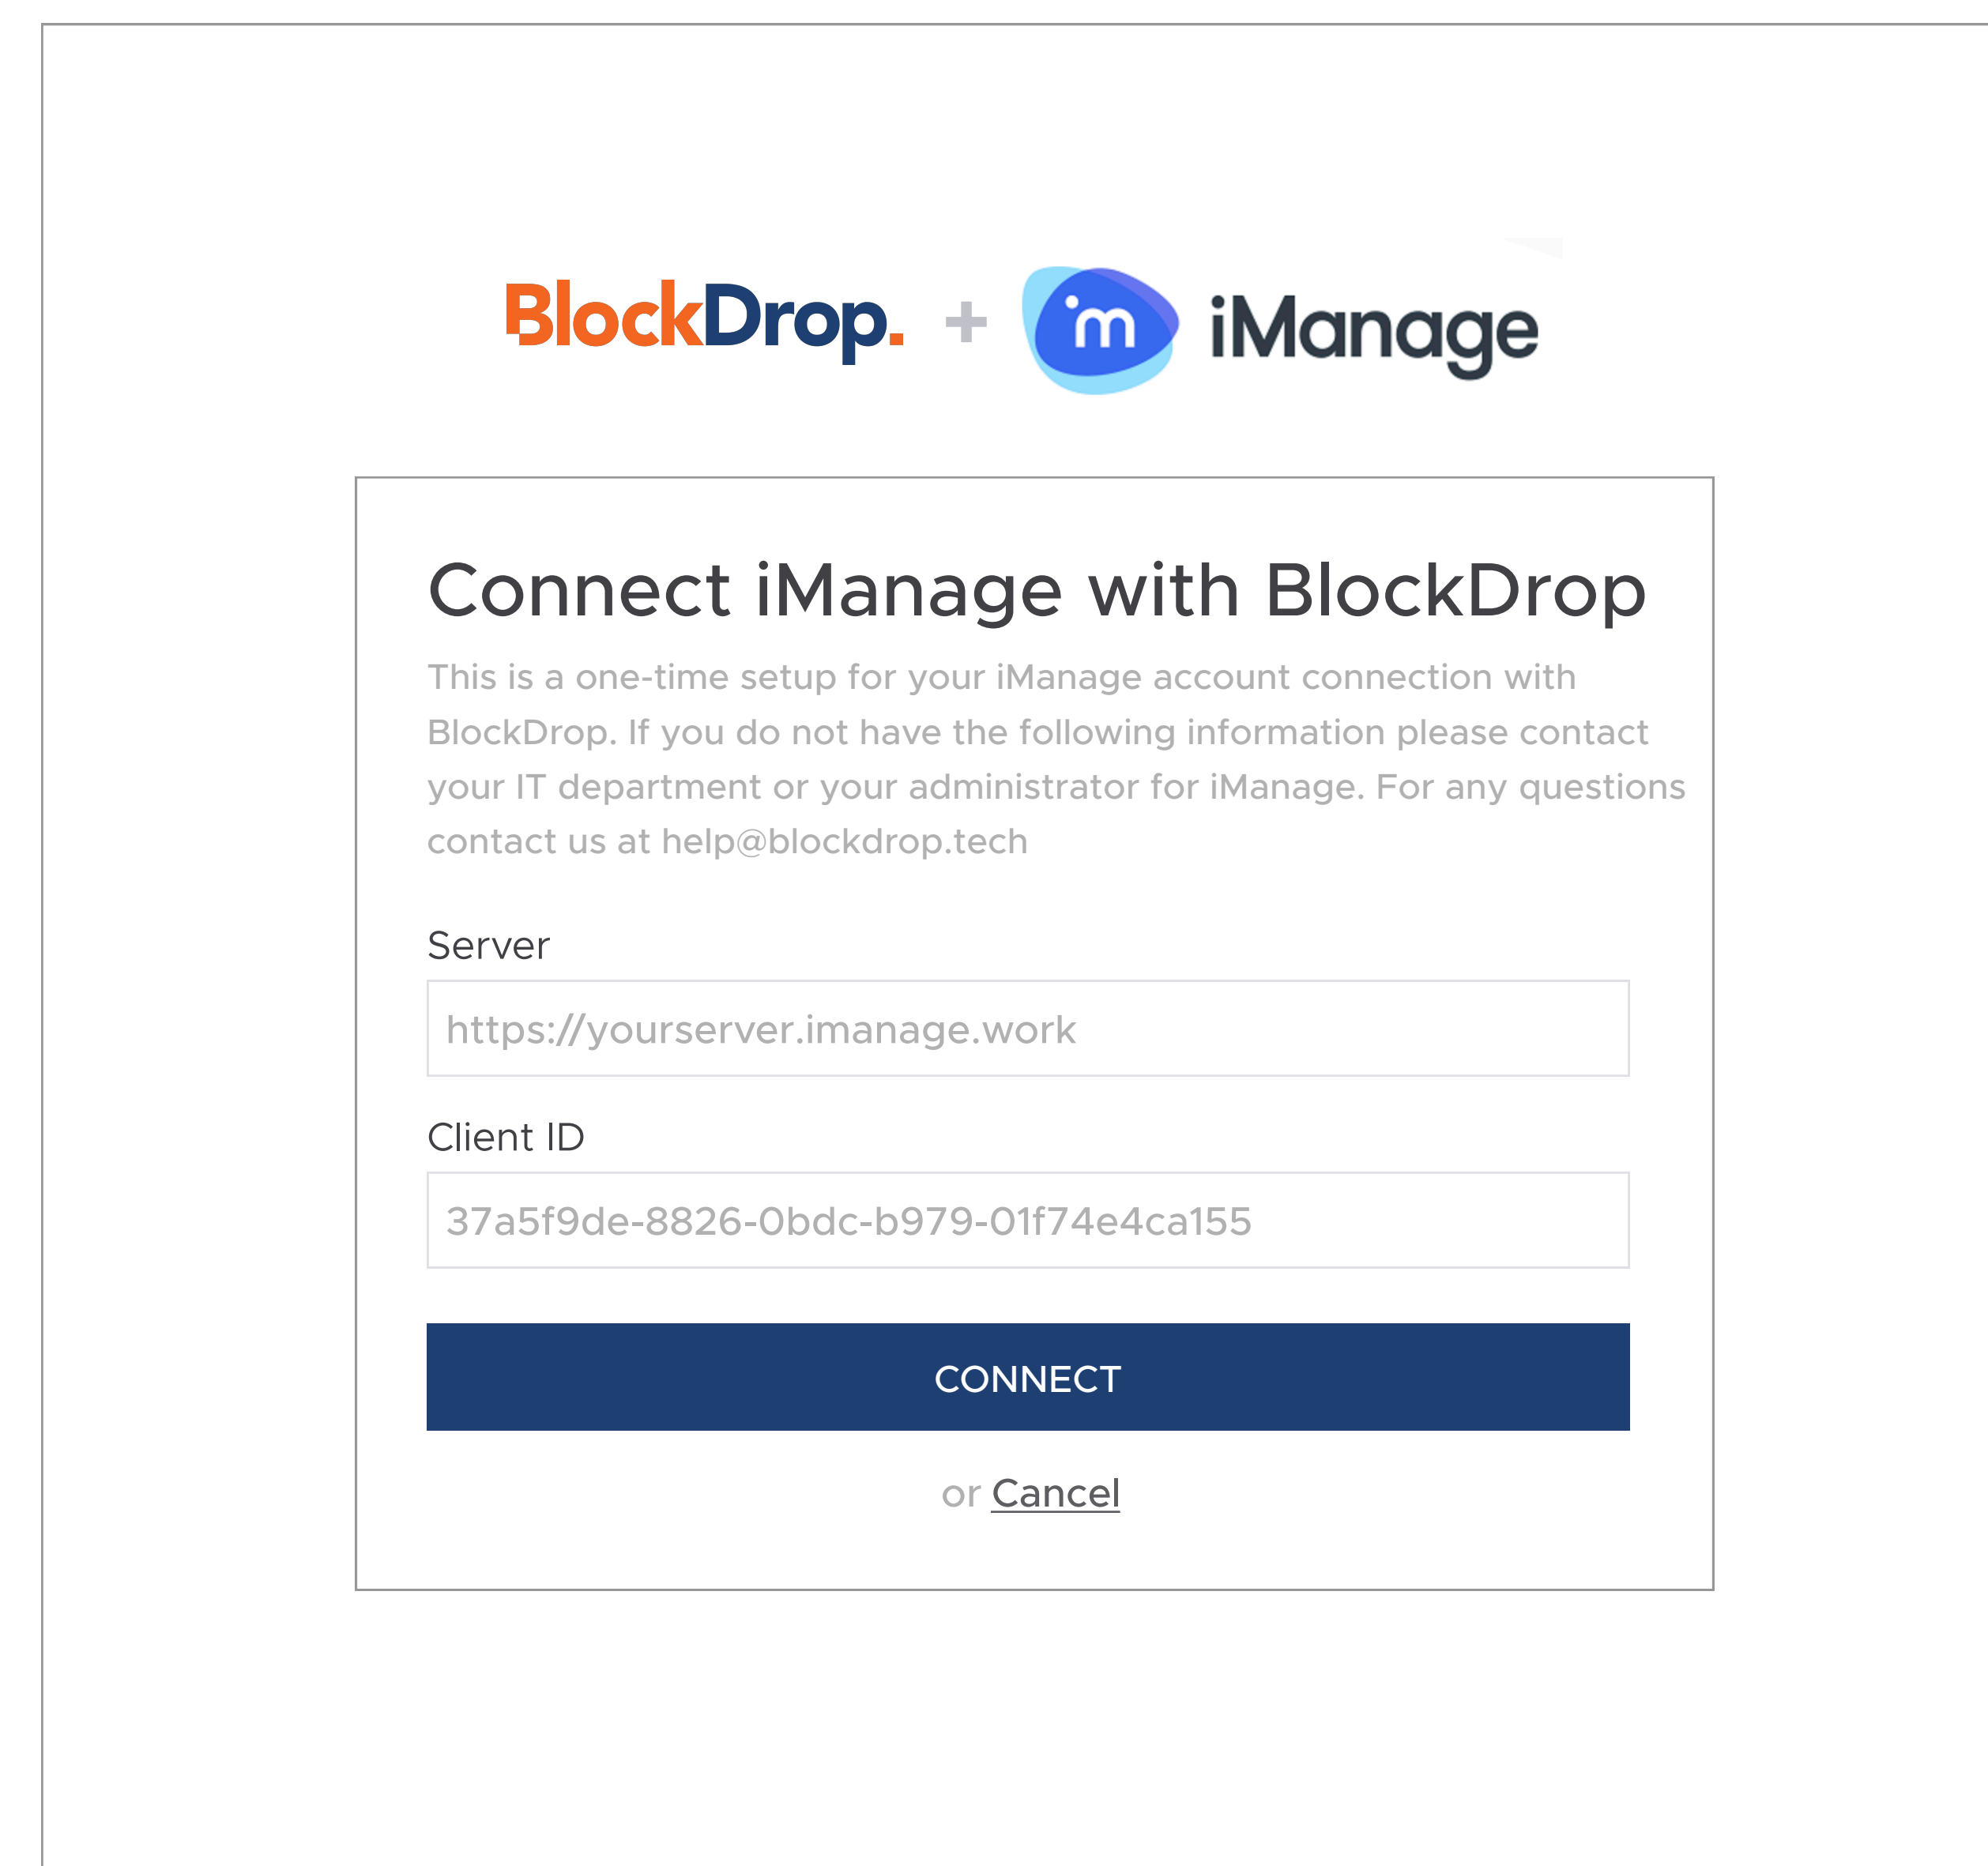 BlockDrop. + im iManage
Connect iManage with BlockDrop
This is a one-time setup for your iManage account connection with
BlockDrop. If you do not have the following information please contact
your IT department or your administrator for iManage. For any questions
contact us at help@blockdrop.tech
Server
https://yourserver.imanage.work
Client ID
37a5f9de-8826-0bdc-b979-01f74e4ca155
CONNECT
or Cancel